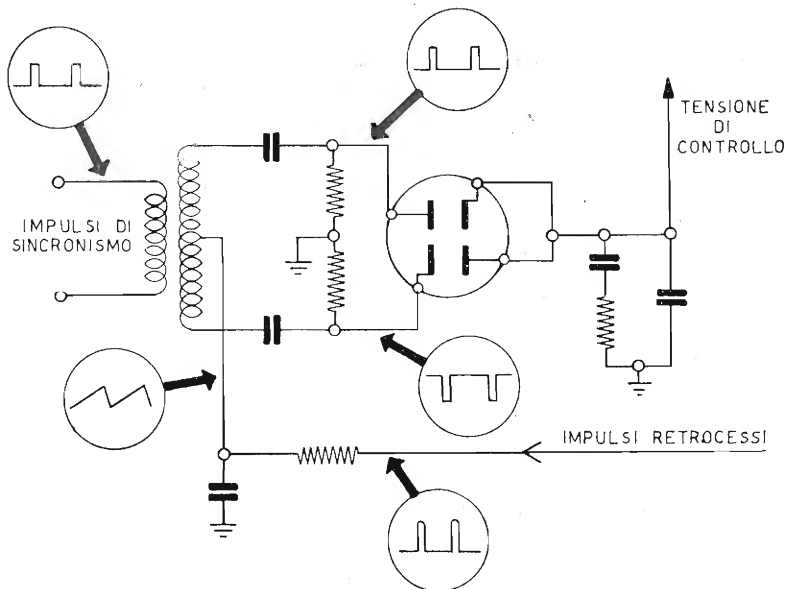 TENSIONE
DI
CONTROLLO
IMPULSI DI
SINCRONISMO
IMPULSI RETROCESSI